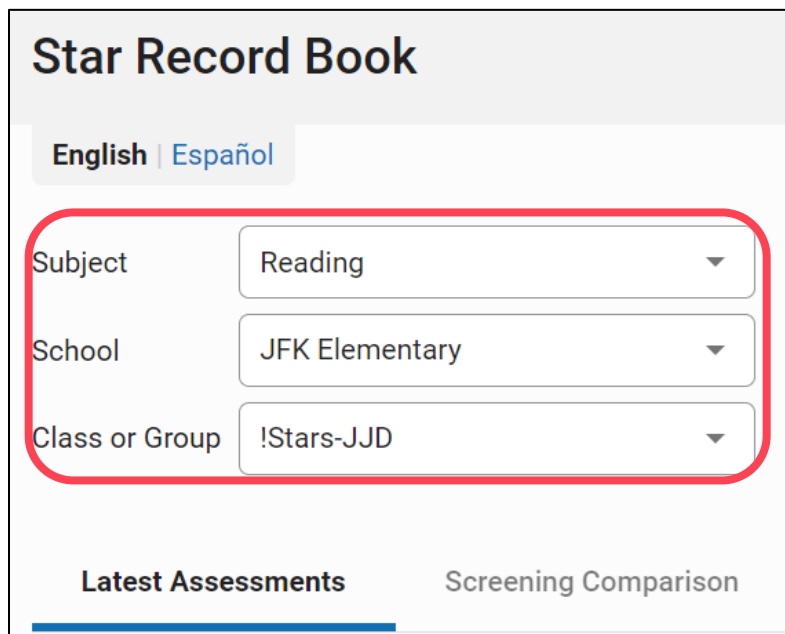 Star Record Book
English | Español
Subject Reading
School JFK Elementary
Class or Group !Stars-JJD
Latest Assessments Screening Comparison